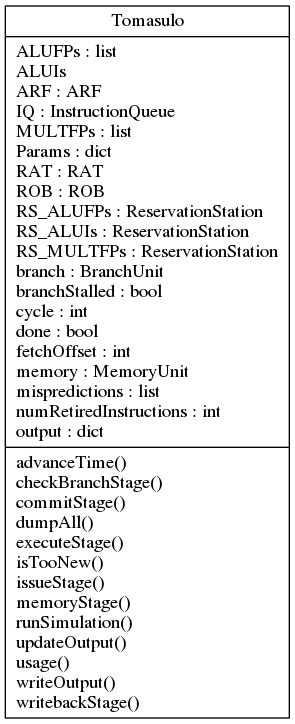 Tomasulo
ALUFPs : list
ALUIs
ARF : ARF
IQ : InstructionQueue
MULTFPs : list
Params : dict
RAT : RAT
ROB : ROB
RS_ALUFPs : ReservationStation
RS_ALUIs : ReservationStation
RS_MULTFPs : ReservationStation
branch : BranchUnit
branchStalled : bool
cycle : int
done : bool
fetchOffset : int
memory : MemoryUnit
mispredictions : list
numRetiredInstructions : int
output : dict
advanceTime()
checkBranchStage()
commitStage()
dumpAll()
executeStage()
isTooNew()
issueStage()
memoryStage()
runSimulation()
updateOutput()
usage()
writeOutput()
writebackStage()